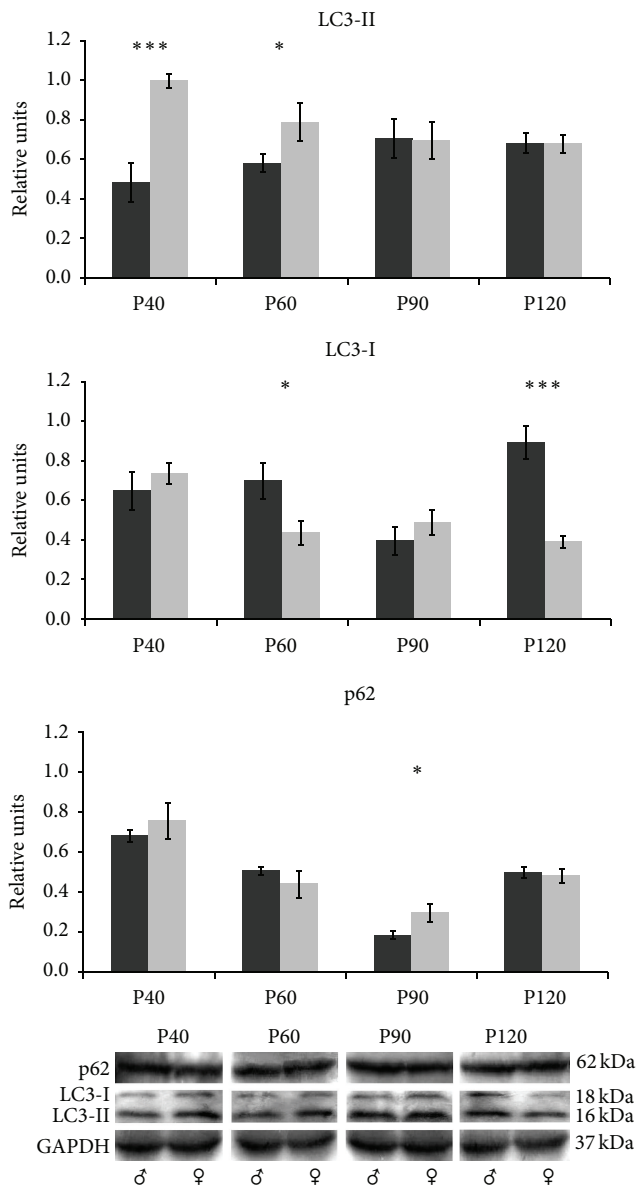 LC3-II
1.2
1.0
0.8
0.6
0.4
0.2
0.0
Relative units
*** *
P40 P60 P90 P120
LC3-I
1.2
1.0
0.8
0.6
0.4
0.2
0.0
Relative units
* ***
P40 P60 P90 P120
p62
1.2
1.0
0.8
0.6
0.4
0.2
0.0
Relative units
*
P40 P60 P90 P120
P40 P60 P90 P120
p62 62 kDa
LC3-I 18 kDa
LC3-II 16 kDa
GAPDH 37 kDa
♂ ♀ ♂ ♀ ♂ ♀ ♂ ♀